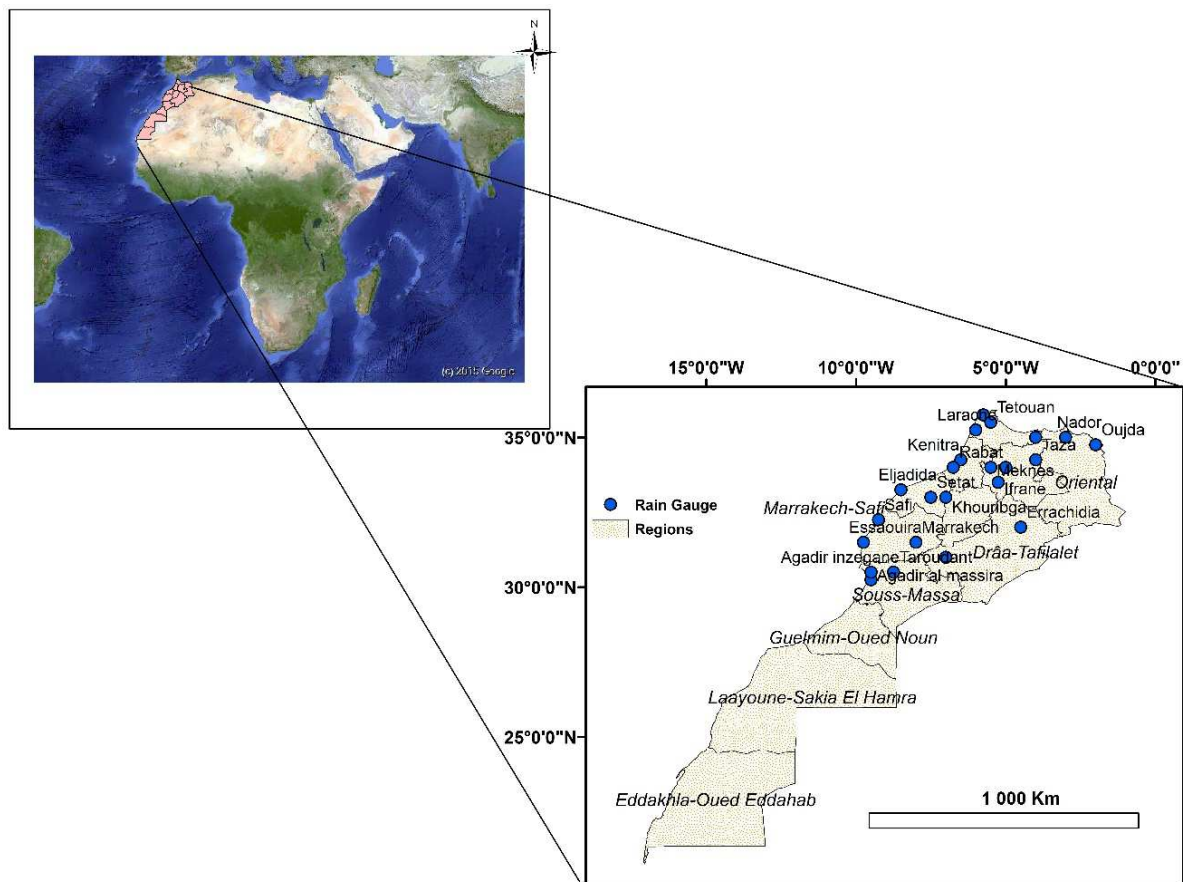 N
(c) 2015 Google
15°0'0"W 10°0'0"W 5°0'0"W 0°0'0"
35°0'0"N
30°0'0"N
25°0'0"N
Rain Gauge
Regions
Tetouan
Larache
Nador
Oujda
Kenitra
Rabat
Taza
Meknes
Eljadida
Setat
Ifrane
Oriental
Marrakech-Safi
Safi
Khouribga
Errachidia
Essaouira
Marrakech
Agadir inzegane
Taroudant
Drâa-Tafilalet
Agadir al massira
Souss-Massa
Guelmim-Oued Noun
Laayoune-Sakia El Hamra
Eddakhla-Oued Eddahab
1 000 Km